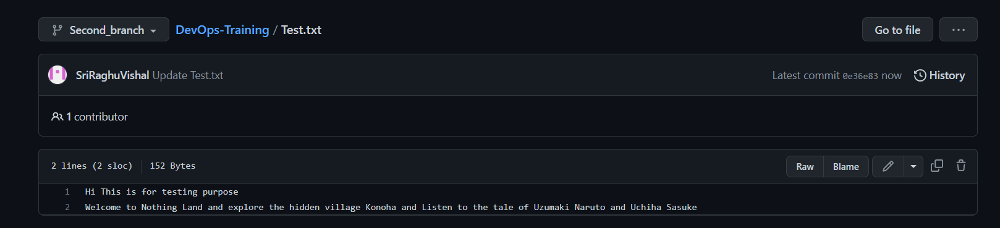 Second_branch DevOps-Training / Test.txt Go to file ...
SriRaghuVishal Update Test.txt Latest commit 0e36e83 now History
1 contributor
2 lines (2 sloc) 152 Bytes Raw Blame
1 Hi This is for testing purpose
2 Welcome to Nothing Land and explore the hidden village Konoha and Listen to the tale of Uzumaki Naruto and Uchiha Sasuke